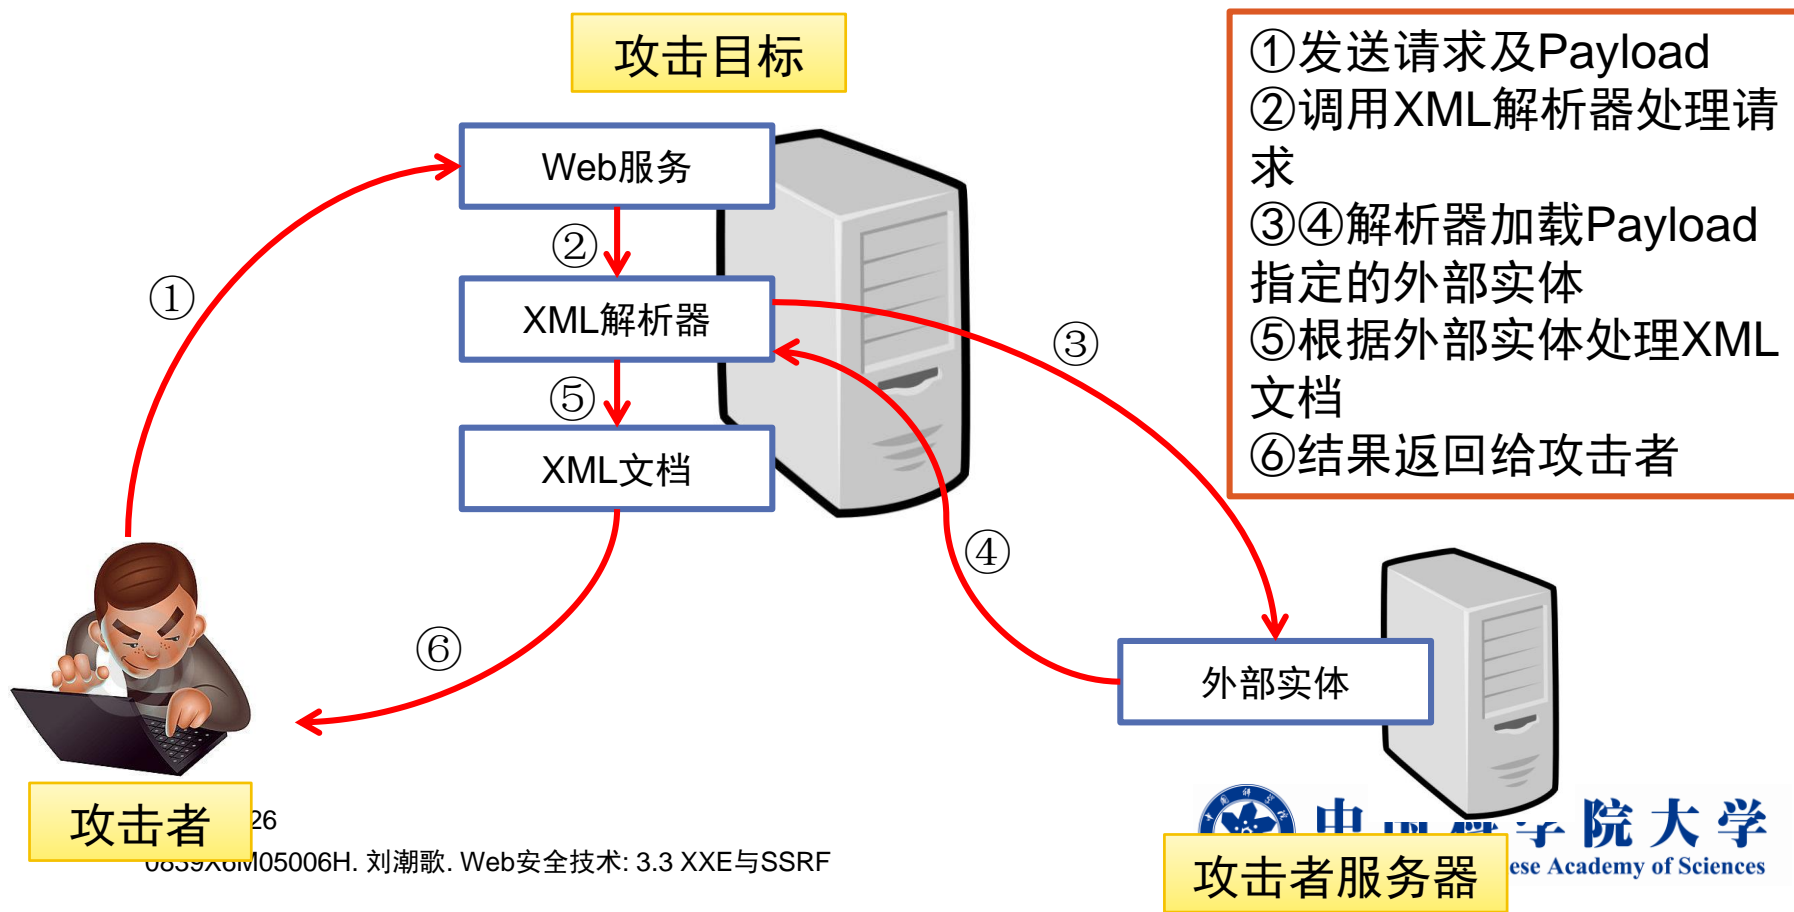 攻击目标
①发送请求及Payload
②调用XML解析器处理请
求
③④解析器加载Payload
指定的外部实体
⑤根据外部实体处理XML
文档
⑥结果返回给攻击者
Web服务
②
①
XML解析器
③
⑤
XML文档
④
⑥
外部实体
攻击者
26
0839X6M05006H. 刘潮歌. Web安全技术: 3.3 XXE与SSRF
中国科学院大学
ese Academy of Sciences
攻击者服务器